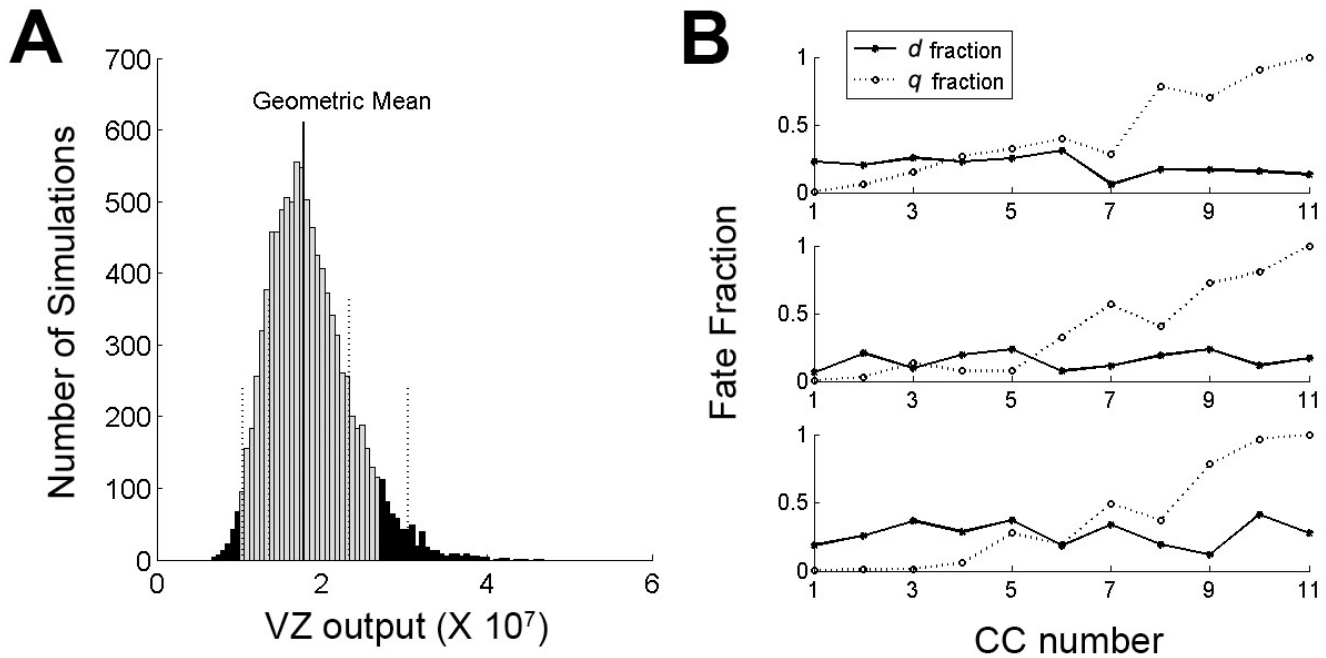 A
700
600
500
400
300
200
100
0
Number of Simulations
Geometric Mean
0 2 4 6
VZ output (X 10⁷)
B
d fraction
q fraction
Fate Fraction
1
0.5
0
1 3 5 7 9 11
1
0.5
0
1 3 5 7 9 11
1
0.5
0
1 3 5 7 9 11
CC number